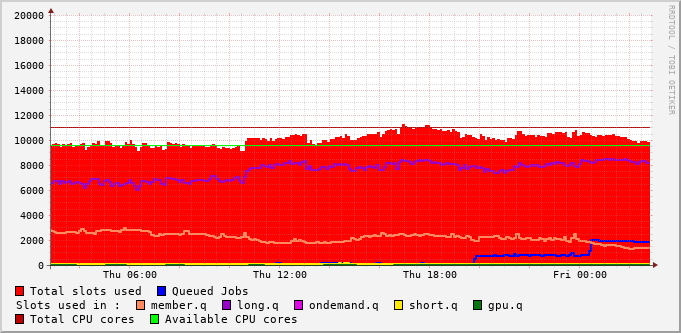 RRDTOOL / TOBI OETIKER
20000
18000
16000
14000
12000
10000
8000
6000
4000
2000
0
Thu 06:00 Thu 12:00 Thu 18:00 Fri 00:00
Total slots used Queued Jobs
Slots used in : member.q long.q ondemand.q short.q gpu.q
Total CPU cores Available CPU cores